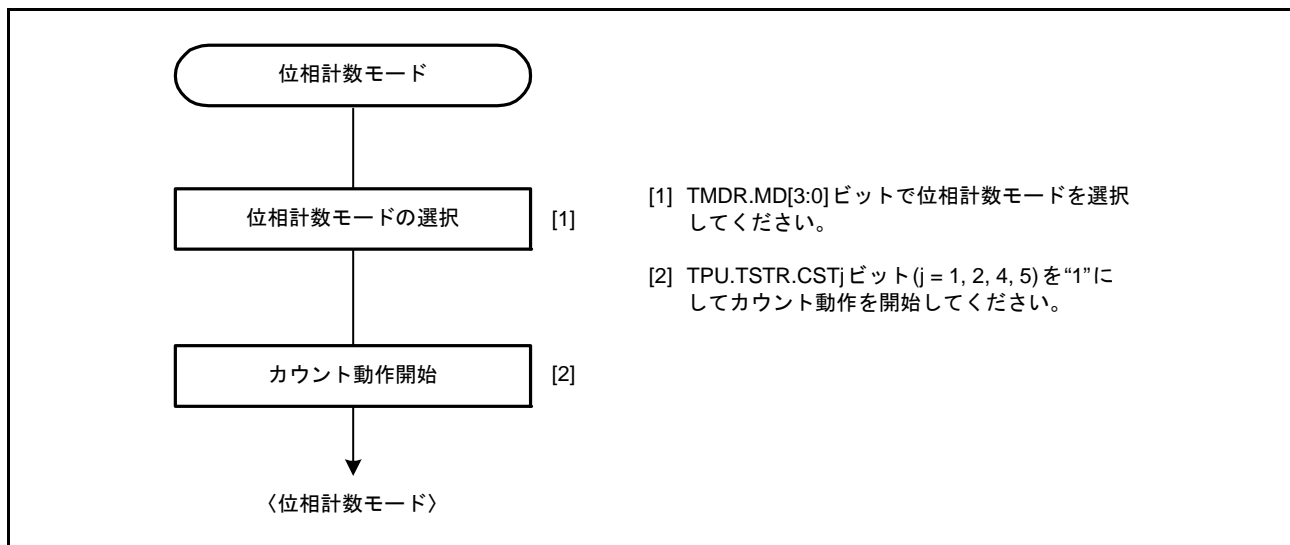 位相計数モード
位相計数モードの選択 [1]
[1] TMDR.MD[3:0]ビットで位相計数モードを選択
してください。
[2] TPU.TSTR.CSTjビット(j = 1, 2, 4, 5)を“1”に
してカウント動作を開始してください。
カウント動作開始 [2]
〈位相計数モード〉